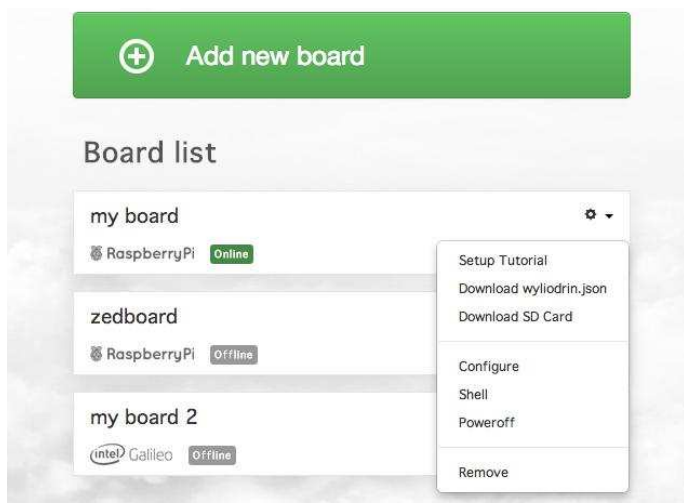 Add new board
Board list
my board
RaspberryPi Online
Setup Tutorial
Download wyliodrin.json
Download SD Card
Configure
Shell
Poweroff
Remove
zedboard
RaspberryPi Offline
my board 2
intel Galileo Offline